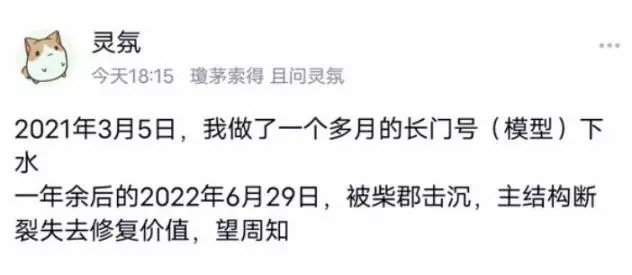 灵氛
今天18:15 瓊茅索得 且问灵氛
2021年3月5日，我做了一个多月的长门号（模型）下
水
一年余后的2022年6月29日，被柴郡击沉，主结构断
裂失去修复价值，望周知